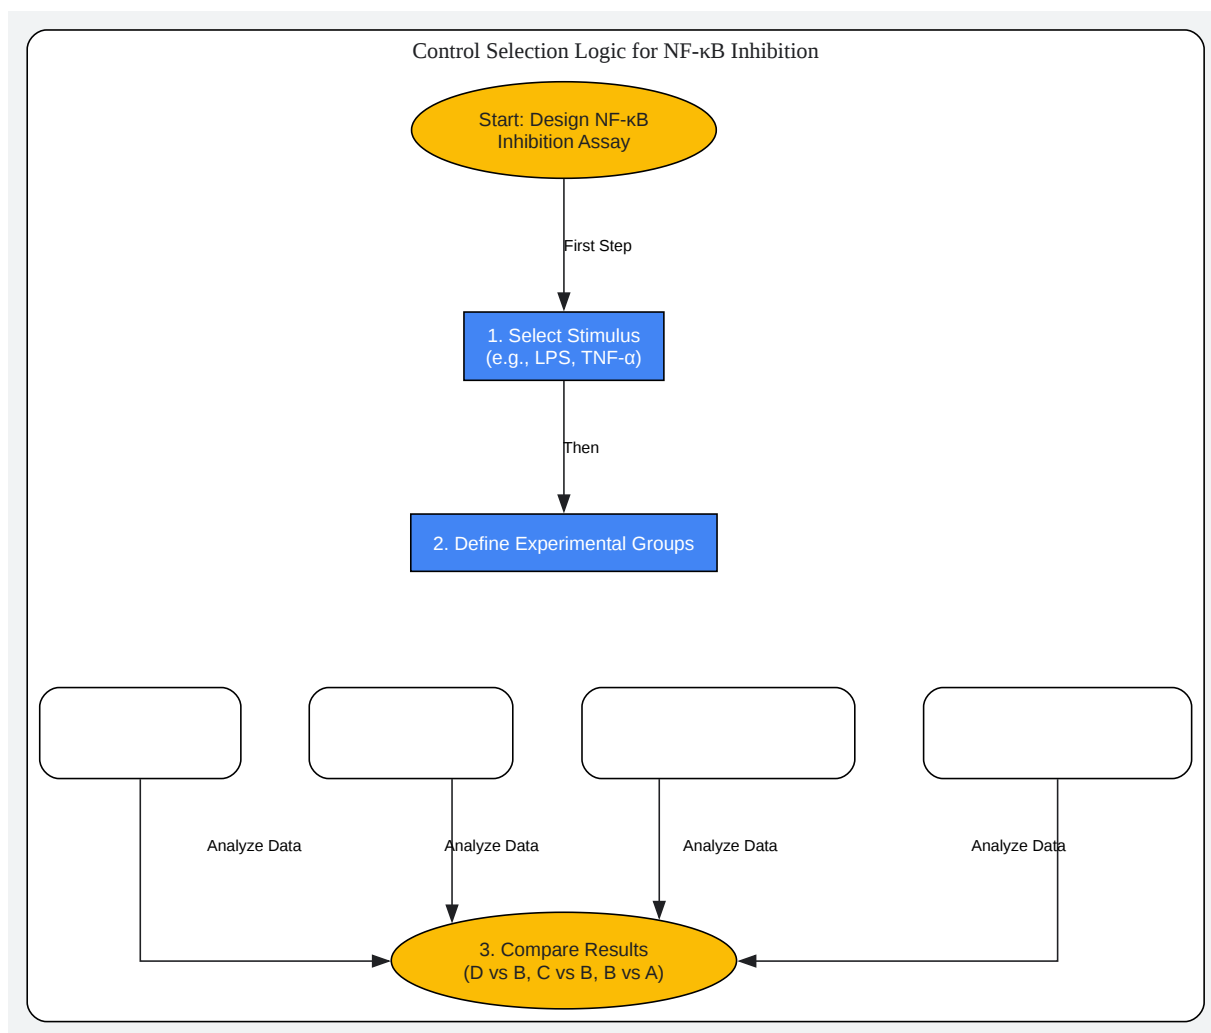 Control Selection Logic for NF-κB Inhibition
Start: Design NF-κB
Inhibition Assay
First Step
1. Select Stimulus
(e.g., LPS, TNF-α)
Then
2. Define Experimental Groups
Analyze Data
Analyze Data
Analyze Data
Analyze Data
3. Compare Results
(D vs B, C vs B, B vs A)